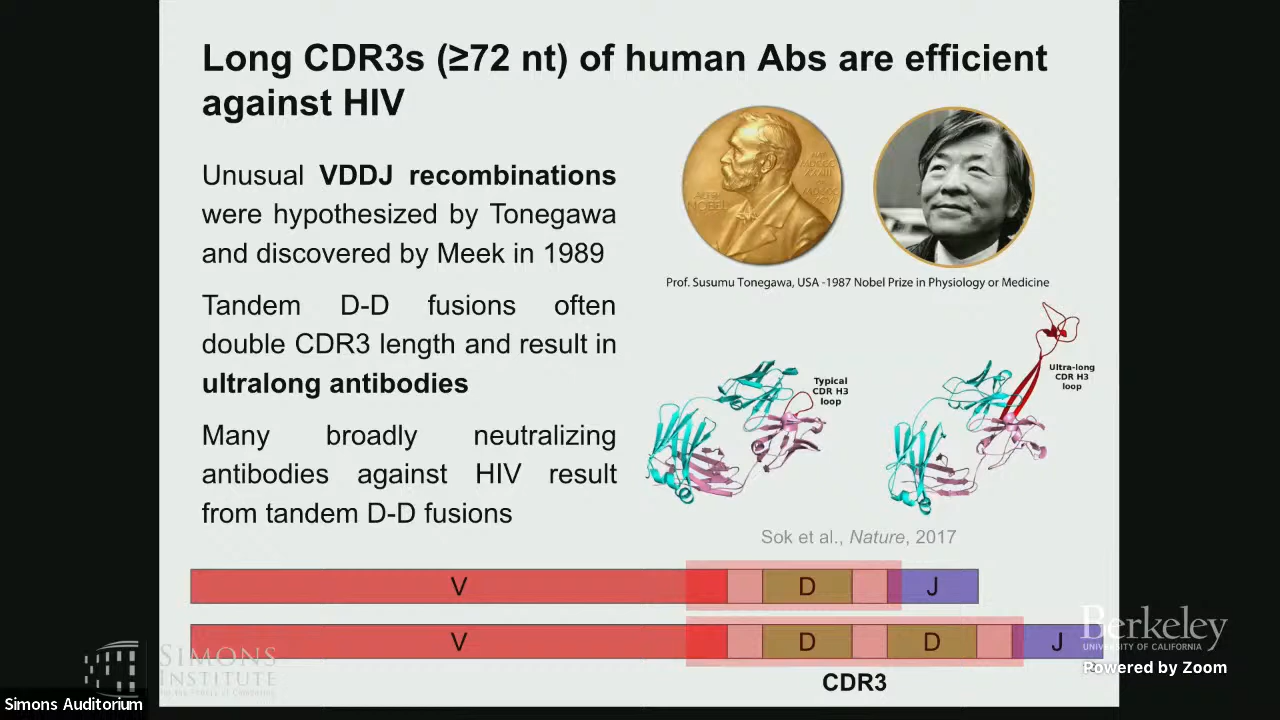 Long CDR3s (≥72 nt) of human Abs are efficient
against HIV
Unusual VDDJ recombinations
were hypothesized by Tonegawa
and discovered by Meek in 1989
Tandem D-D fusions often
double CDR3 length and result in
ultralong antibodies
Many broadly neutralizing
antibodies against HIV result
from tandem D-D fusions
Prof. Susumu Tonegawa, USA -1987 Nobel Prize in Physiology or Medicine
Typical
CDR H3
loop
Ultra-long
CDR H3
loop
Sok et al., Nature, 2017
V D J
V D D J
CDR3
SIMONS
INSTITUTE
Berkeley
UNIVERSITY OF CALIFORNIA
Powered by Zoom
Simons Auditorium